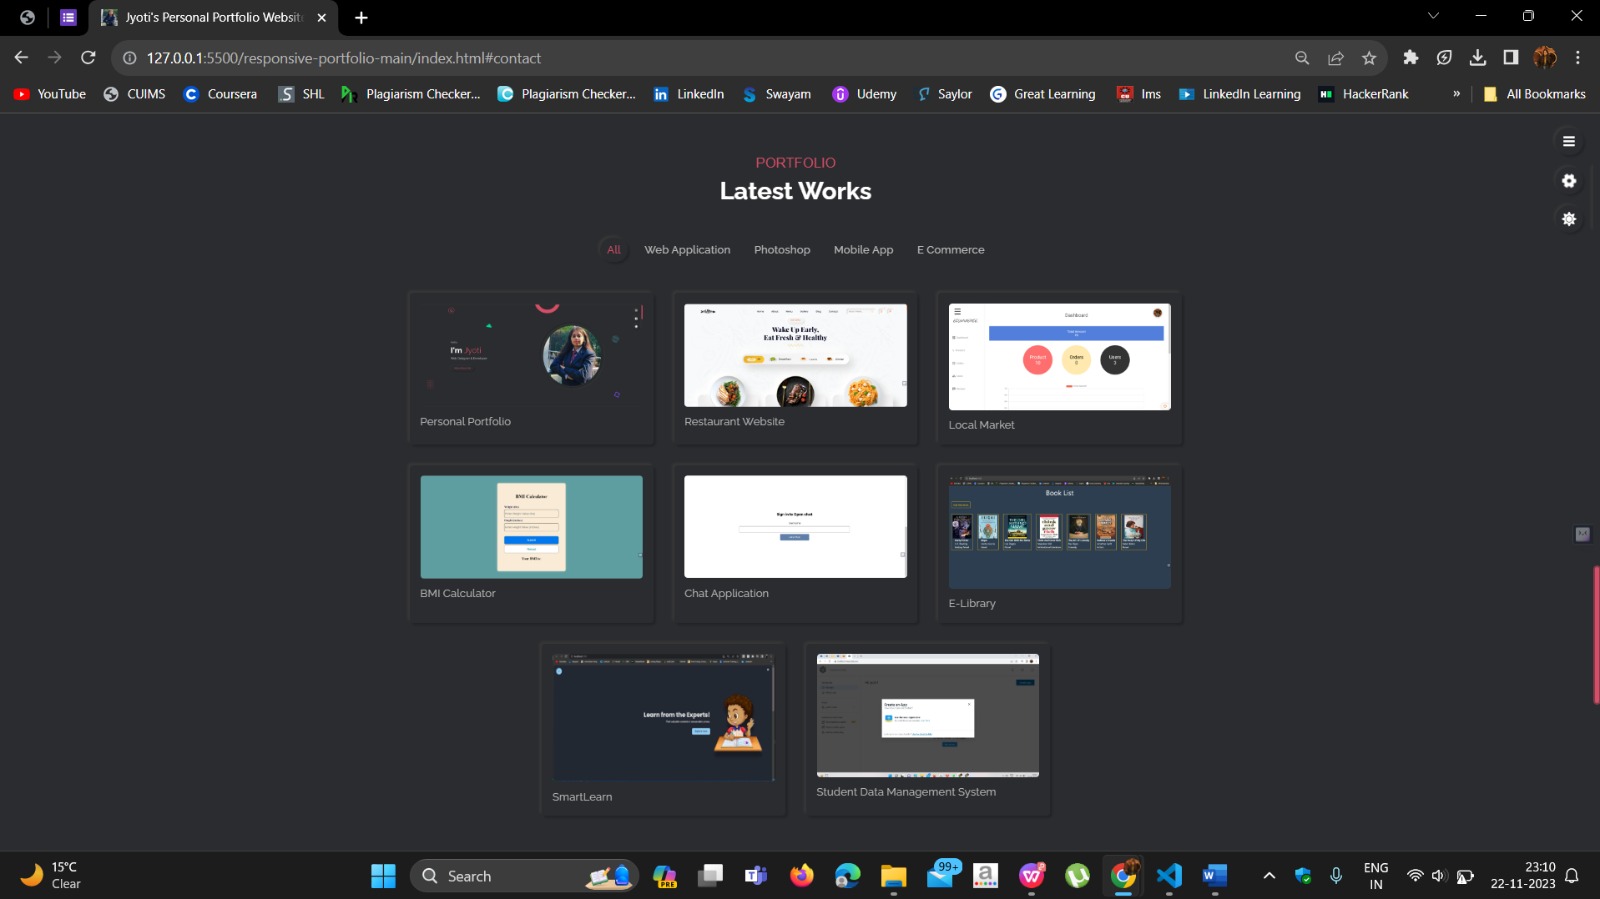 Jyoti's Personal Portfolio Websit
127.0.0.1:5500/responsive-portfolio-main/index.html#contact
YouTube CUIMS Coursera SHL Plagiarism Checker... Plagiarism Checker... LinkedIn Swayam Udemy Saylor Great Learning Ims LinkedIn Learning HackerRank » All Bookmarks
PORTFOLIO
Latest Works
All Web Application Photoshop Mobile App E Commerce
I'm Jyoti
Personal Portfolio
Wake Up Early,
Eat Fresh & Healthy
Restaurant Website
Dashboard
Product
Orders
Users
Local Market
BMI Calculator
BMI Calculator
Chat Application
Book List
E-Library
Learn from the Experts!
SmartLearn
Student Data Management System
15°C
Clear
Search
PRE
99+
ENG
IN
23:10
22-11-2023